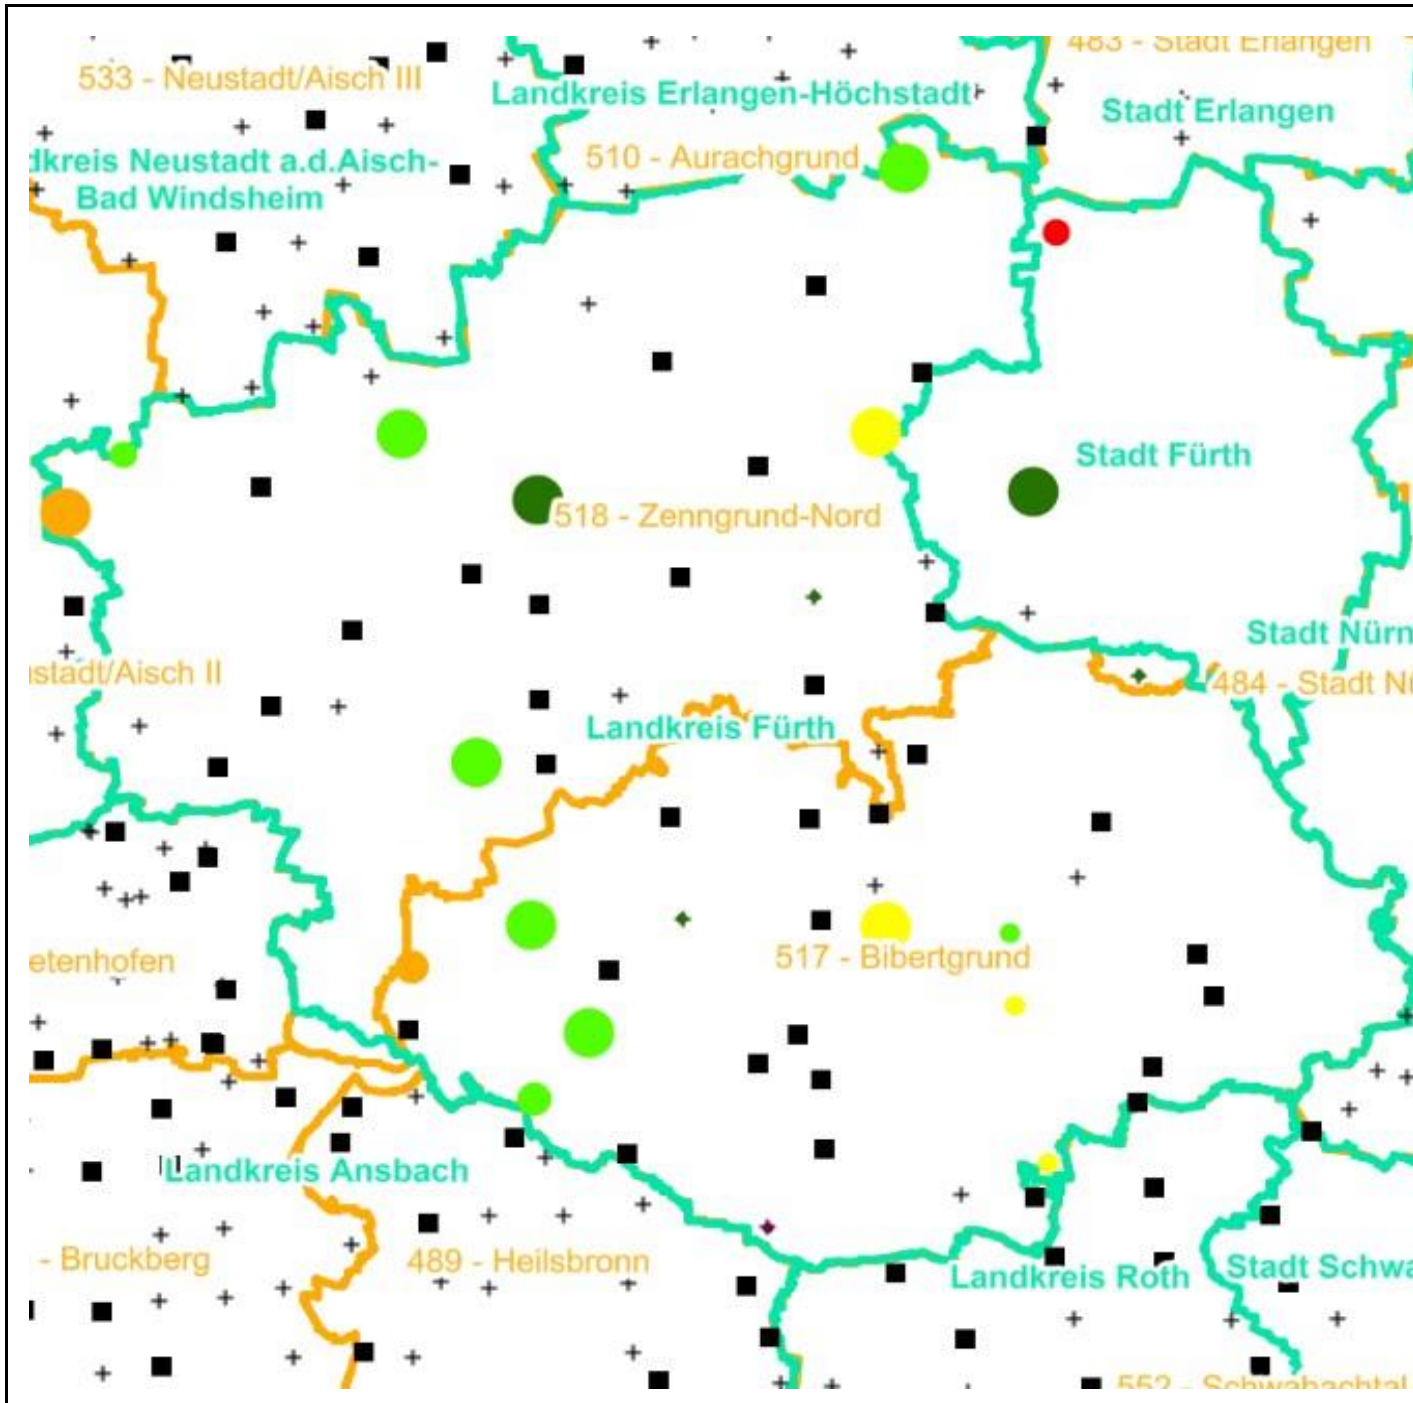 483 - Stadt Erlangen
533 - Neustadt/Aisch III
Landkreis Erlangen-Höchstadt
Stadt Erlangen
510 - Aurachgrund
dkreis Neustadt a.d.Aisch-
Bad Windsheim
Stadt Fürth
518 - Zenngrund-Nord
Stadt Nürn
ustadt/Aisch II
484 - Stadt Nü
Landkreis Fürth
517 - Bibertgrund
etenhofen
Landkreis Ansbach
- Bruckberg
489 - Heilsbronn
Landkreis Roth
Stadt Schwa
552 - Schwabachtal